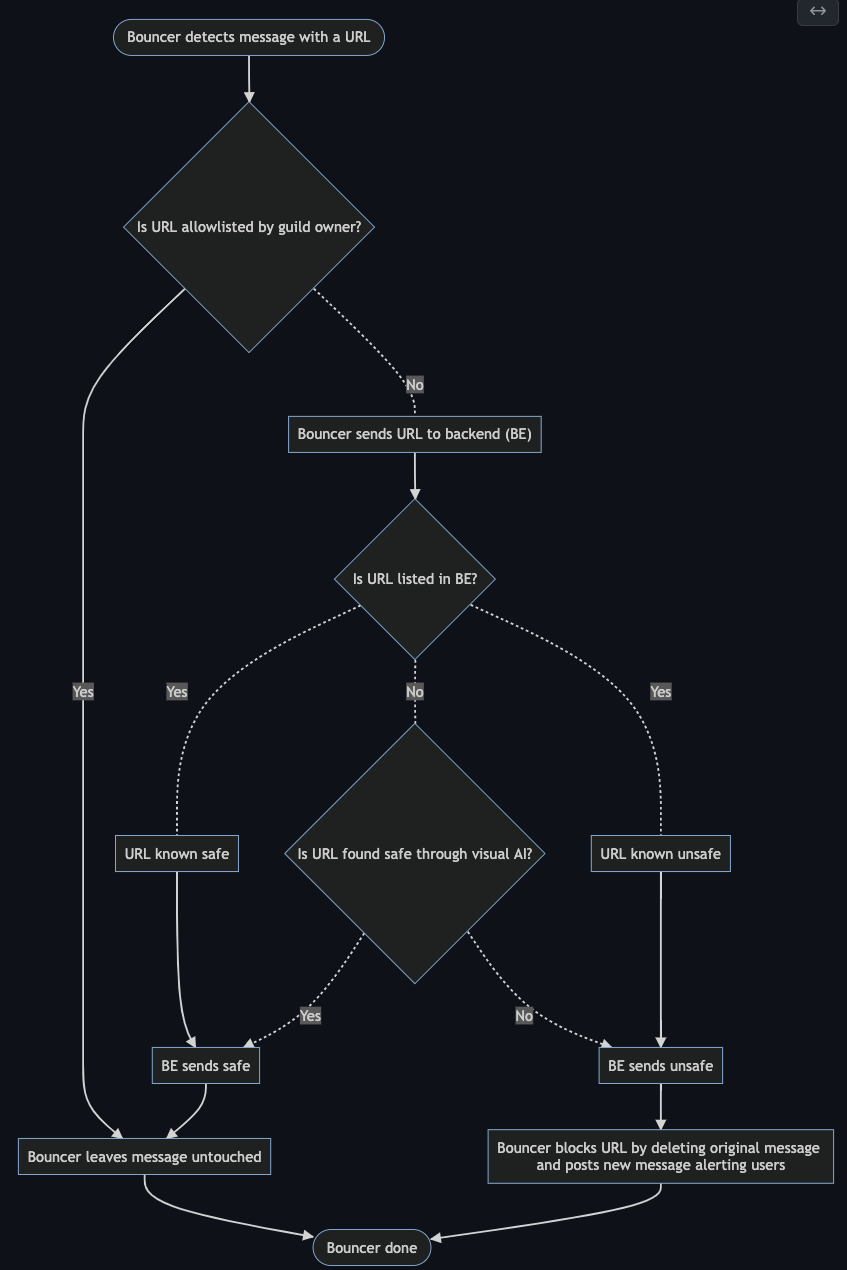 Bouncer detects message with a URL
Is URL allowlisted by guild owner?
No
Bouncer sends URL to backend (BE)
Is URL listed in BE?
Yes
Yes
No
Yes
URL known safe
Is URL found safe through visual AI?
URL known unsafe
Yes
No
BE sends safe
BE sends unsafe
Bouncer leaves message untouched
Bouncer blocks URL by deleting original message
and posts new message alerting users
Bouncer done